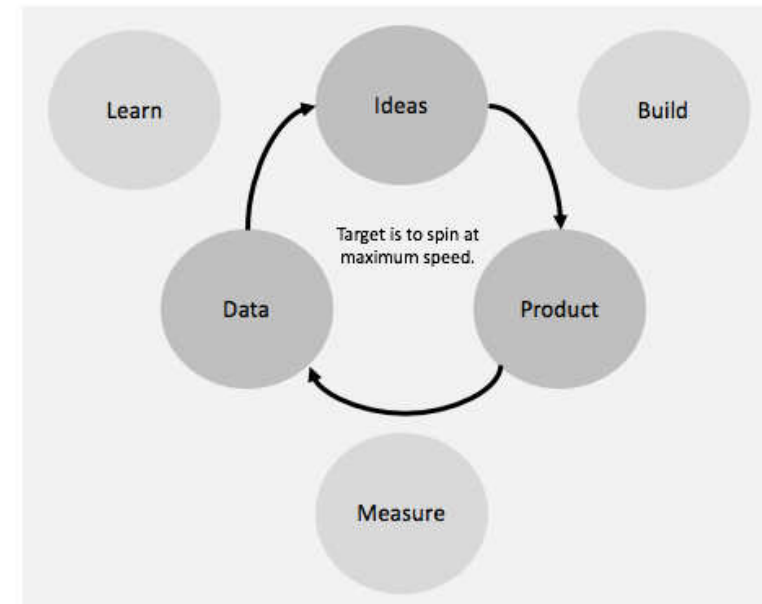 Learn
Ideas
Build
Target is to spin at
maximum speed.
Data
Product
Measure